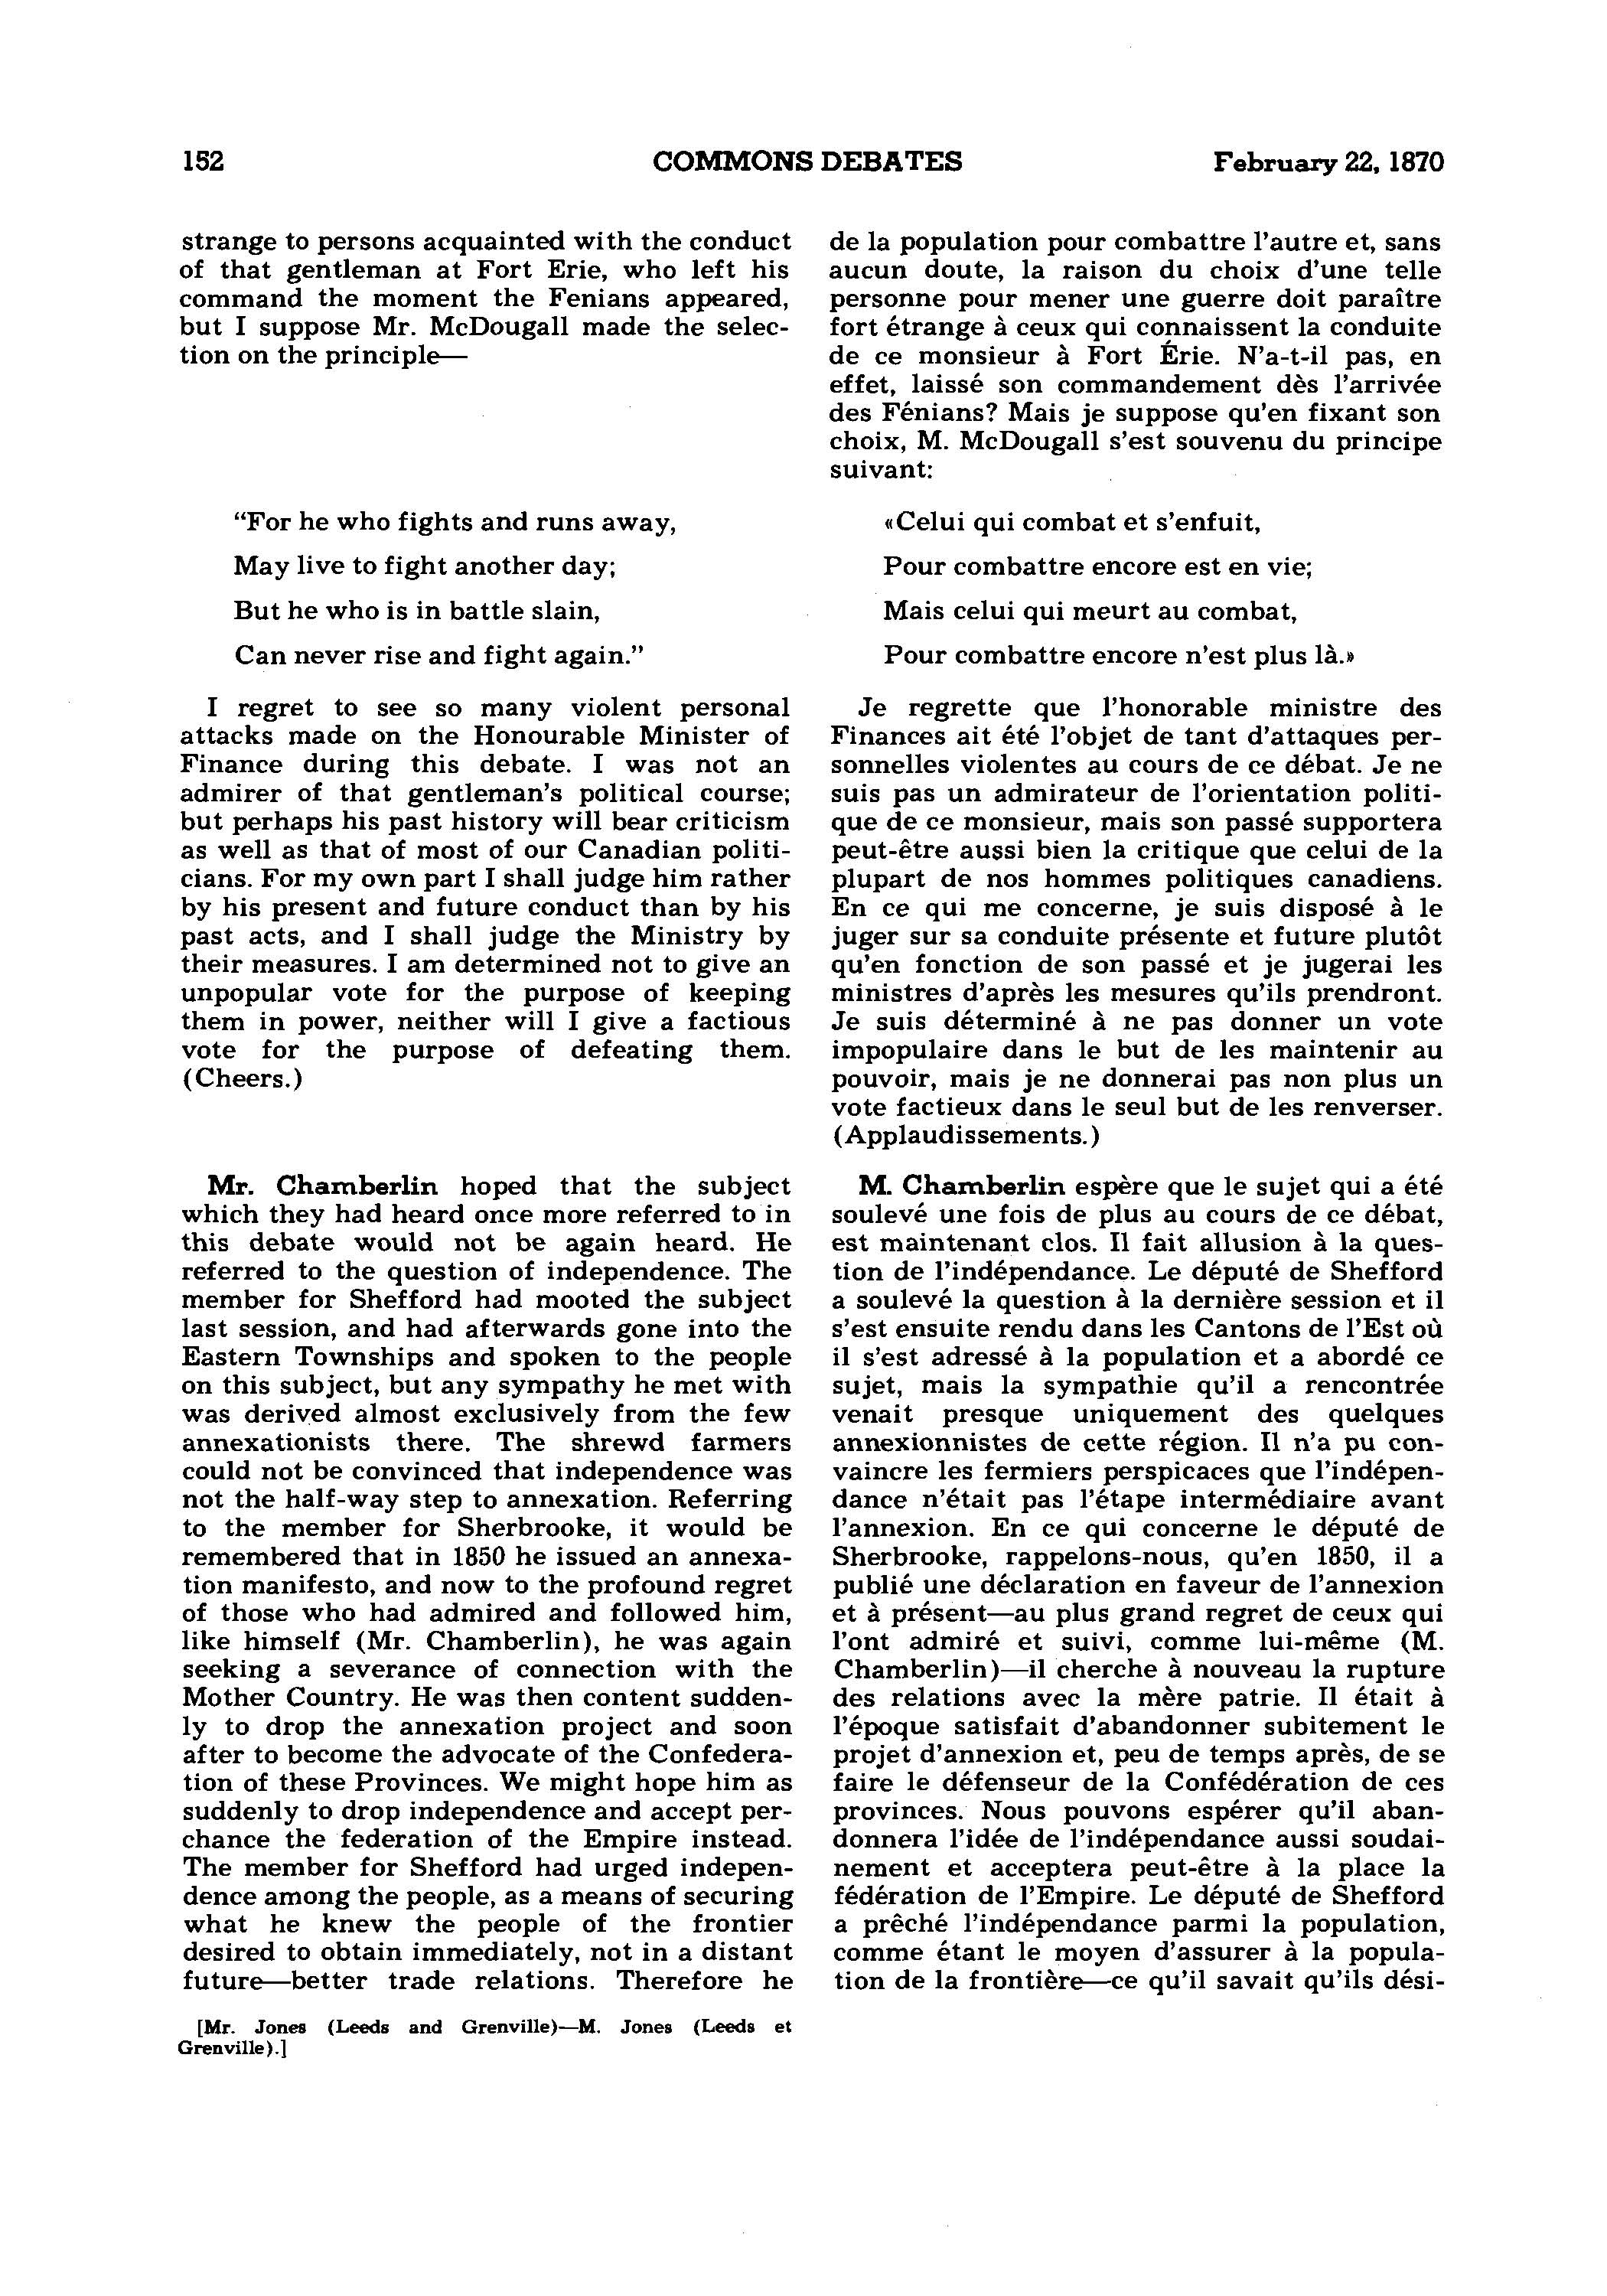 152 COMMONS DEBATES February 22, 1870
strange to persons acquainted with the conduct
of that gentleman at Fort Erie, who left his
command the moment the Fenians appeared,
but I suppose Mr. McDougall made the selec-
tion on the principle—
“For he who fights and runs away,
May live to fight another day;
But he who is in battle slain,
Can never rise and fight again.”
I regret to see so many violent personal
attacks made on the Honourable Minister of
Finance during this debate. I was not an
admirer of that gentleman’s political course;
but perhaps his past history will bear criticism
as well as that of most of our Canadian politi-
cians. For my own part I shall judge him rather
by his present and future conduct than by his
past acts, and I shall judge the Ministry by
their measures. I am determined not to give an
unpopular vote for the purpose of keeping
them in power, neither will I give a factious
vote for the purpose of defeating them.
(Cheers.)
Mr. Chamberlin hoped that the subject
which they had heard once more referred to in
this debate would not be again heard. He
referred to the question of independence. The
member for Shefford had mooted the subject
last session, and had afterwards gone into the
Eastern Townships and spoken to the people
on this subject, but any sympathy he met with
was derived almost exclusively from the few
annexationists there. The shrewd farmers
could not be convinced that independence was
not the half-way step to annexation. Referring
to the member for Sherbrooke, it would be
remembered that in 1850 he issued an annexa-
tion manifesto, and now to the profound regret
of those who had admired and followed him,
like himself (Mr. Chamberlin), he was again
seeking a severance of connection with the
Mother Country. He was then content sudden-
ly to drop the annexation project and soon
after to become the advocate of the Confedera-
tion of these Provinces. We might hope him as
suddenly to drop independence and accept per-
chance the federation of the Empire instead.
The member for Shefford had urged indepen-
dence among the people, as a means of securing
what he knew the people of the frontier
desired to obtain immediately, not in a distant
future—better trade relations. Therefore he
[Mr. Jones (Leeds and Grenville)—M. Jones (Leeds et
Grenville).]
de la population pour combattre l’autre et, sans
aucun doute, la raison du choix d’une telle
personne pour mener une guerre doit paraître
fort étrange à ceux qui connaissent la conduite
de ce monsieur à Fort Érie. N’a-t-il pas, en
effet, laissé son commandement dès l’arrivée
des Fénians? Mais je suppose qu’en fixant son
choix, M. McDougall s’est souvenu du principe
suivant:
«Celui qui combat et s’enfuit,
Pour combattre encore est en vie;
Mais celui qui meurt au combat,
Pour combattre encore n’est plus là.»
Je regrette que l’honorable ministre des
Finances ait été l’objet de tant d’attaques per-
sonnelles violentes au cours de ce débat. Je ne
suis pas un admirateur de l’orientation politi-
que de ce monsieur, mais son passé supportera
peut-être aussi bien la critique que celui de la
plupart de nos hommes politiques canadiens.
En ce qui me concerne, je suis disposé à le
juger sur sa conduite présente et future plutôt
qu’en fonction de son passé et je jugerai les
ministres d’après les mesures qu’ils prendront.
Je suis déterminé à ne pas donner un vote
impopulaire dans le but de les maintenir au
pouvoir, mais je ne donnerai pas non plus un
vote factieux dans le seul but de les renverser.
(Applaudissements.)
M. Chamberlin espère que le sujet qui a été
soulevé une fois de plus au cours de ce débat,
est maintenant clos. Il fait allusion à la ques-
tion de l’indépendance. Le député de Shefford
a soulevé la question à la dernière session et il
s’est ensuite rendu dans les Cantons de l’Est où
il s’est adressé à la population et a abordé ce
sujet, mais la sympathie qu’il a rencontrée
venait presque uniquement des quelques
annexionnistes de cette région. Il n’a pu con-
vaincre les fermiers perspicaces que l’indépen-
dance n’était pas l’étape intermédiaire avant
l’annexion. En ce qui concerne le député de
Sherbrooke, rappelons-nous, qu’en 1850, il a
publié une déclaration en faveur de l’annexion
et à présent—au plus grand regret de ceux qui
l’ont admiré et suivi, comme lui-même (M.
Chamberlin)—il cherche à nouveau la rupture
des relations avec la mère patrie. Il était à
l’époque satisfait d’abandonner subitement le
projet d’annexion et, peu de temps après, de se
faire le défenseur de la Confédération de ces
provinces. Nous pouvons espérer qu’il aban-
donnera l’idée de l’indépendance aussi soudai-
nement et acceptera peut-être à la place la
fédération de l’Empire. Le député de Shefford
a prêché l’indépendance parmi la population,
comme étant le moyen d’assurer à la popula-
tion de la frontière—ce qu’il savait qu’ils dési-